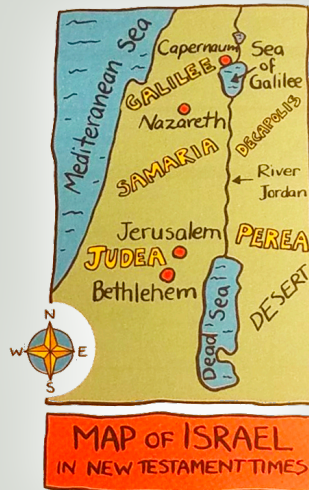 Mediterranean Sea
Capernaum
Sea
of
Galilee
GALILEE
DECAPOLIS
Nazareth
SAMARIA
River
Jordan
Jerusalem
PEREA
JUDEA
Bethlehem
Dead Sea
DESERT
N
W
E
S
MAP OF ISRAEL
IN NEW TESTAMENT TIMES